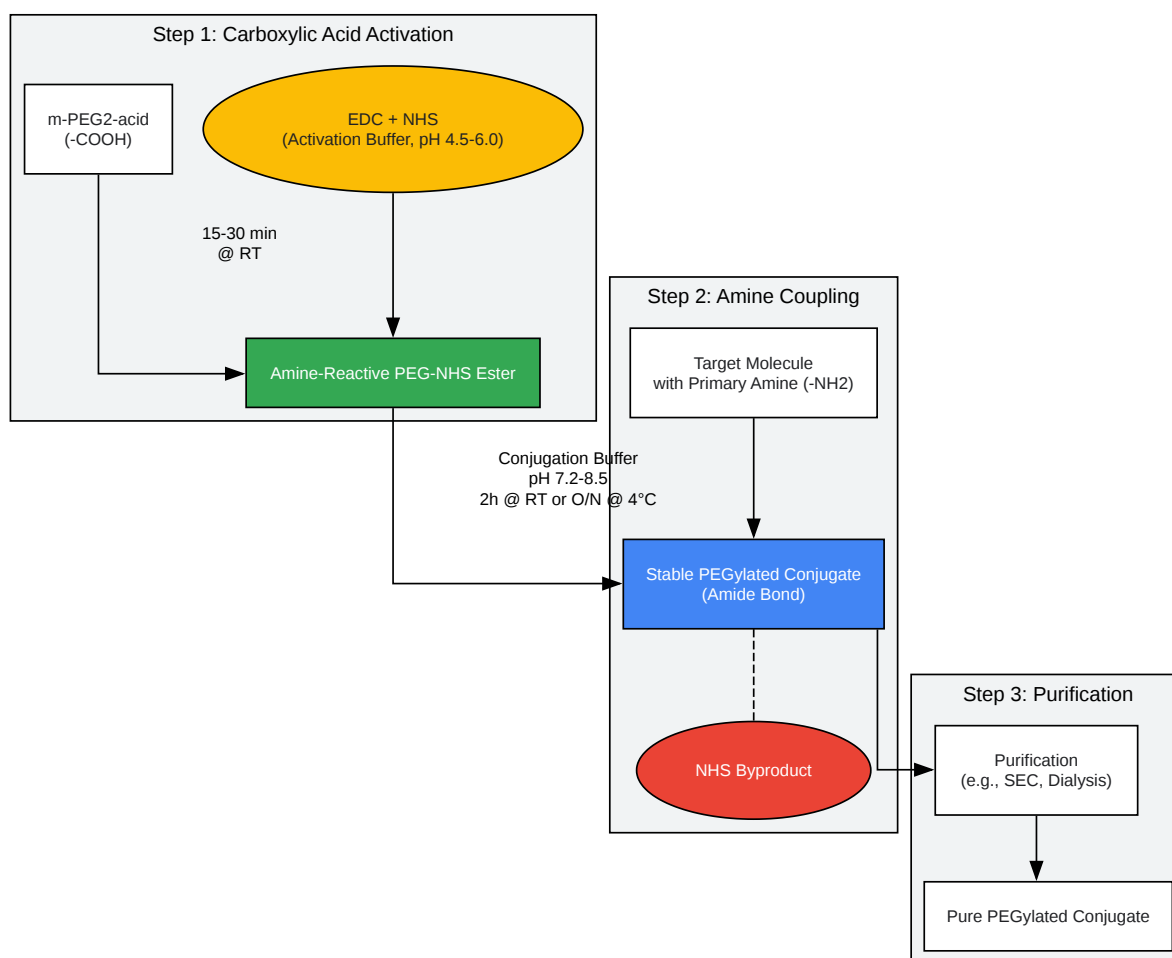 Step 1: Carboxylic Acid Activation
m-PEG2-acid
(-COOH)
EDC + NHS
(Activation Buffer, pH 4.5-6.0)
15-30 min
@ RT
Amine-Reactive PEG-NHS Ester
Step 2: Amine Coupling
Target Molecule
with Primary Amine (-NH2)
Conjugation Buffer
pH 7.2-8.5
2h @ RT or O/N @ 4°C
Stable PEGylated Conjugate
(Amide Bond)
NHS Byproduct
Step 3: Purification
Purification
(e.g., SEC, Dialysis)
Pure PEGylated Conjugate